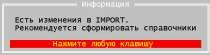 Информация
Есть изменения в IMPORT.
Рекомендуется сформировать справочники
Нажмите любую клавишу